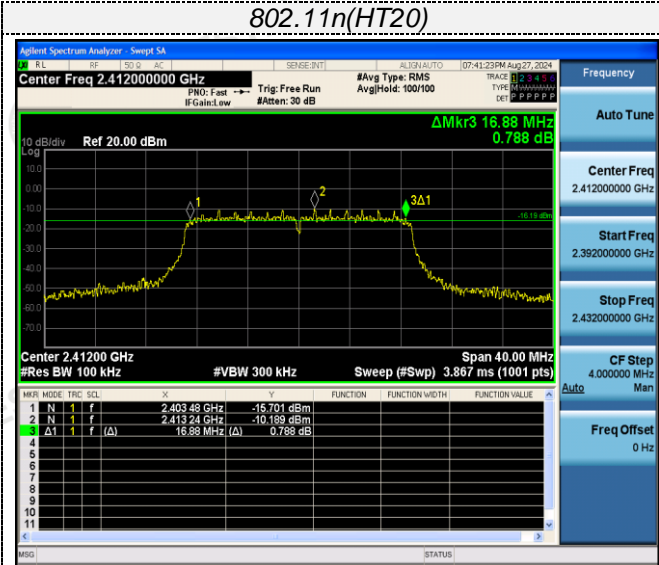 802.11n(HT20)
Agilent Spectrum Analyzer - Swept SA
RL RF 50 Ω AC SENSE:INT ALIGN AUTO 07:41:23 PM Aug 27, 2024
Center Freq 2.412000000 GHz #Avg Type: RMS TRACE 1 2 3 4 5 6
PNO: Fast Trig: Free Run Avg|Hold: 100/100 TYPE M
IFGain:Low #Atten: 30 dB DET P P P P P P
ΔMkr3 16.88 MHz
10 dB/div Ref 20.00 dBm 0.788 dB
Log
10.0
0.00
-10.0
-20.0
-30.0
-40.0
-50.0
-60.0
-70.0
1
2
3Δ1
-16.19 dBm
Center 2.41200 GHz Span 40.00 MHz
#Res BW 100 kHz #VBW 300 kHz Sweep (#Swp) 3.867 ms (1001 pts)
MKR MODE TRC SCL X Y FUNCTION FUNCTION WIDTH FUNCTION VALUE
1 N 1 f 2.403 48 GHz -15.701 dBm
2 N 1 f 2.413 24 GHz -10.189 dBm
3 Δ1 1 f (Δ) 16.88 MHz (Δ) 0.788 dB
4
5
6
7
8
9
10
11
MSG STATUS
Frequency
Auto Tune
Center Freq
2.412000000 GHz
Start Freq
2.392000000 GHz
Stop Freq
2.432000000 GHz
CF Step
4.000000 MHz
Auto Man
Freq Offset
0 Hz